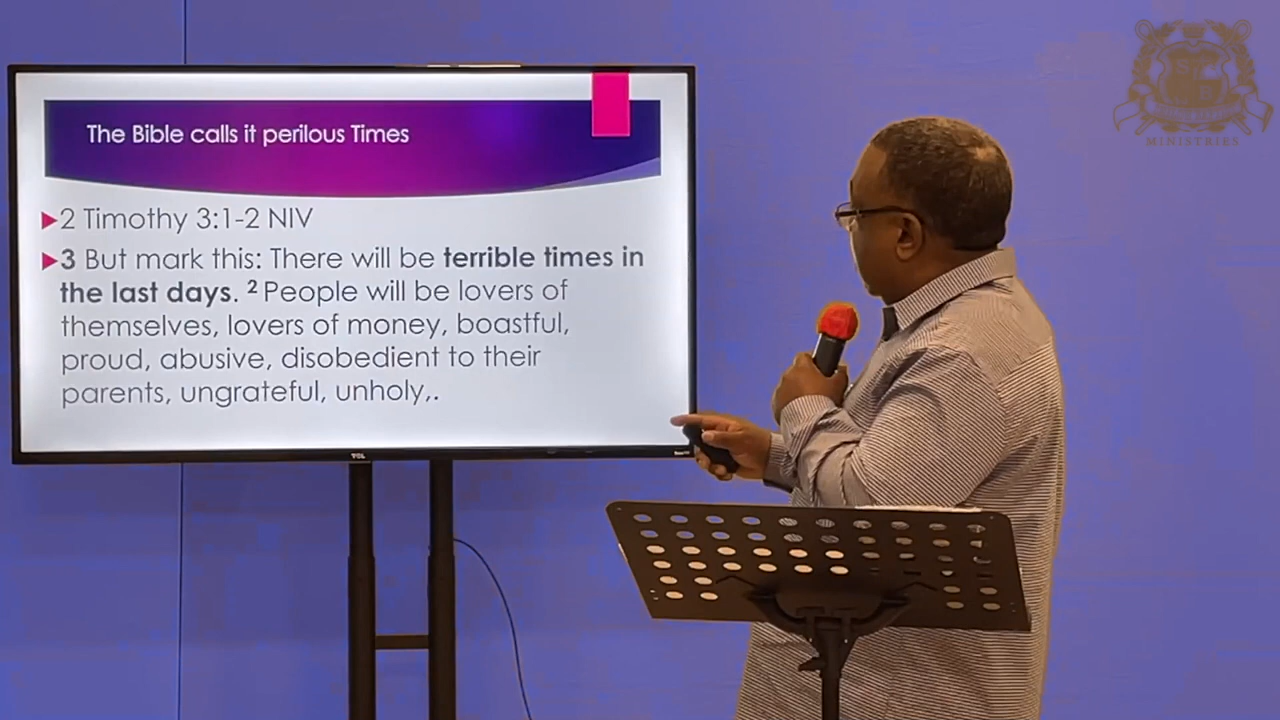 The Bible calls it perilous Times
2 Timothy 3:1-2 NIV
3 But mark this: There will be terrible times in
the last days. ² People will be lovers of
themselves, lovers of money, boastful,
proud, abusive, disobedient to their
parents, ungrateful, unholy,.
TCL
MINISTRIES